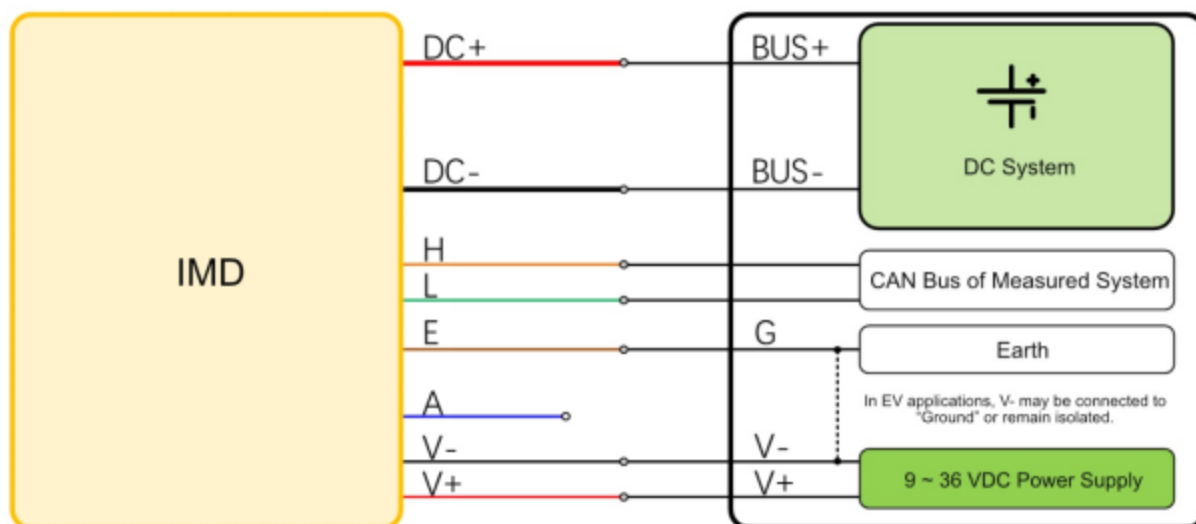 DC+
BUS+
DC System
DC-
BUS-
IMD
H
L
CAN Bus of Measured System
E
G
Earth
A
In EV applications, V- may be connected to
"Ground" or remain isolated.
V-
V-
V+
V+
9 ~ 36 VDC Power Supply